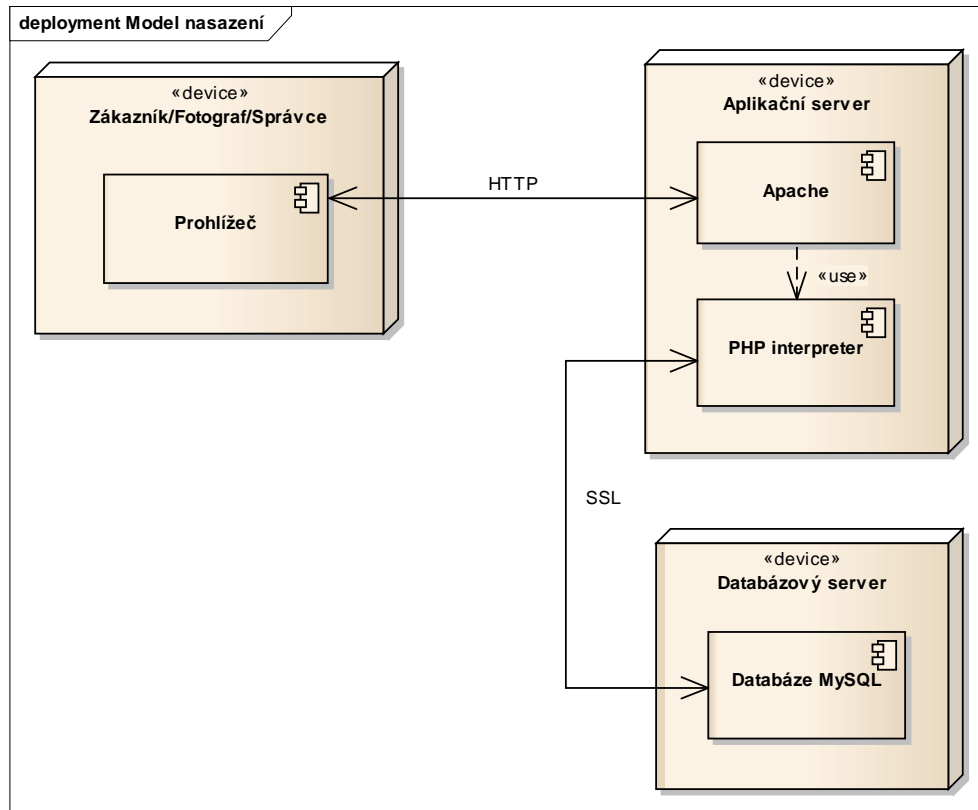 deployment Model nasazení
«device»
Zákazník/Fotograf/Správce
Prohlížeč
HTTP
«device»
Aplikační server
Apache
«use»
PHP interpreter
SSL
«device»
Databázový server
Databáze MySQL